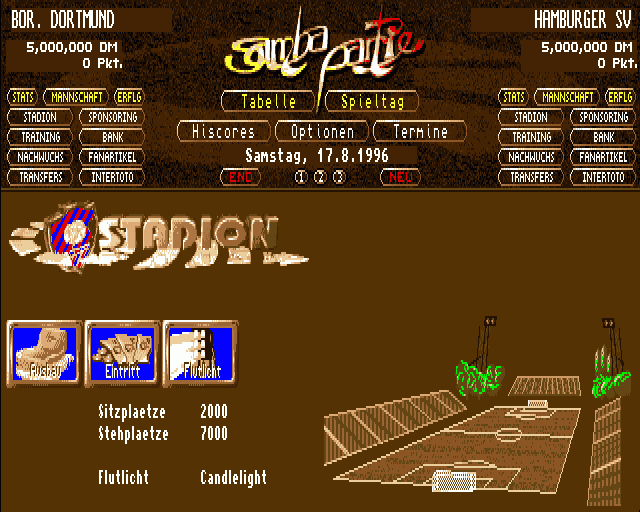 BOR. DORTMUND
5,000,000 DM
0 Pkt.
samba partie
HAMBURGER SV
5,000,000 DM
0 Pkt.
STATS MANNSCHAFT ERFLG
STADION SPONSORING
TRAINING BANK
NACHWUCHS FANARTIKEL
TRANSFERS INTERTOTO
Tabelle Spieltag
Hiscores Optionen Termine
Samstag, 17.8.1996
END 1 2 3 NEU
STATS MANNSCHAFT ERFLG
STADION SPONSORING
TRAINING BANK
NACHWUCHS FANARTIKEL
TRANSFERS INTERTOTO
STADION
Ausbau Eintritt Flutlicht
Sitzplaetze 2000
Stehplaetze 7000
Flutlicht Candlelight